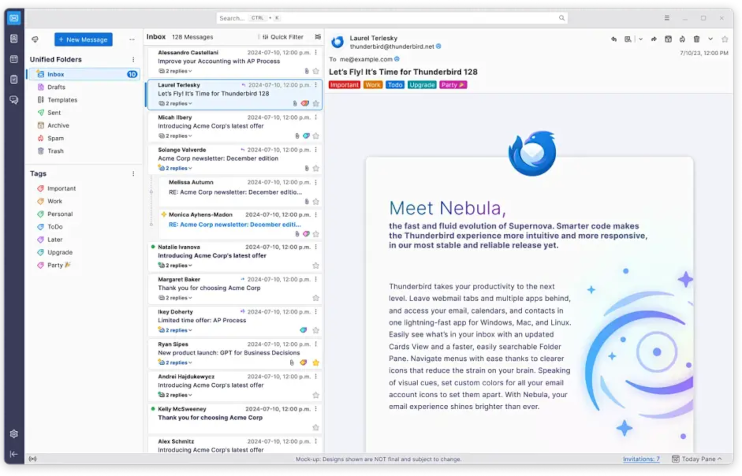 Search... CTRL + K
New Message
Unified Folders
Inbox 10
Drafts
Templates
Sent
Archive
Spam
Trash
Tags
Important
Work
Personal
ToDo
Later
Upgrade
Party
Inbox 128 Messages Quick Filter
Alessandro Castellani 2024-07-10, 12:00 p.m.
Improve your Accounting with AP Process
2 replies
Laurel Terlesky 2024-07-10, 12:00 p.m.
Let's Fly! It's Time for Thunderbird 128
2 replies
Micah Ilbery 2024-07-10, 12:00 p.m.
Introducing Acme Corp's latest offer
2 replies
Solange Valverde 2024-07-10, 12:00 p.m.
Acme Corp newsletter: December edition
2 replies
Melissa Autumn 2024-07-10, 12:00 p.m.
RE: Acme Corp newsletter: December editio...
Monica Ayhens-Madon 2024-07-10, 12:00 p.m.
RE: Acme Corp newsletter: December editi...
Natalie Ivanova 2024-07-10, 12:00 p.m.
Introducing Acme Corp's latest offer
2 replies
Margaret Baker 2024-07-10, 12:00 p.m.
Thank you for choosing Acme Corp
2 replies
Ikey Doherty 2024-07-10, 12:00 p.m.
Limited time offer: AP Process
2 replies
Ryan Sipes 2024-07-10, 12:00 p.m.
New product launch: GPT for Business Decisions
2 replies
Andrei Hajdukewycz 2024-07-10, 12:00 p.m.
Introducing Acme Corp's latest offer
2 replies
Kelly McSweeney 2024-07-10, 12:00 p.m.
Thank you for choosing Acme Corp
Alex Schmitz 2024-07-10, 12:00 p.m.
Introducing Acme Corp's latest offer
Laurel Terlesky
thunderbird@thunderbird.net
To me@example.com
7/10/23, 12:00 PM
Let's Fly! It's Time for Thunderbird 128
Important Work Todo Upgrade Party
Meet Nebula,
the fast and fluid evolution of Supernova. Smarter code makes
the Thunderbird experience more intuitive and more responsive,
in our most stable and reliable release yet.
Thunderbird takes your productivity to the next
level. Leave webmail tabs and multiple apps behind,
and access your email, calendars, and contacts in
one lightning-fast app for Windows, Mac, and Linux.
Easily see what's in your inbox with an updated
Cards View and a faster, easily searchable Folder
Pane. Navigate menus with ease thanks to clearer
icons that reduce the strain on your brain. Speaking
of visual cues, set custom colors for all your email
account icons to set them apart. With Nebula, your
email experience shines brighter than ever.
Mock-up: Designs shown are NOT final and subject to change.
Invitations: 7 Today Pane